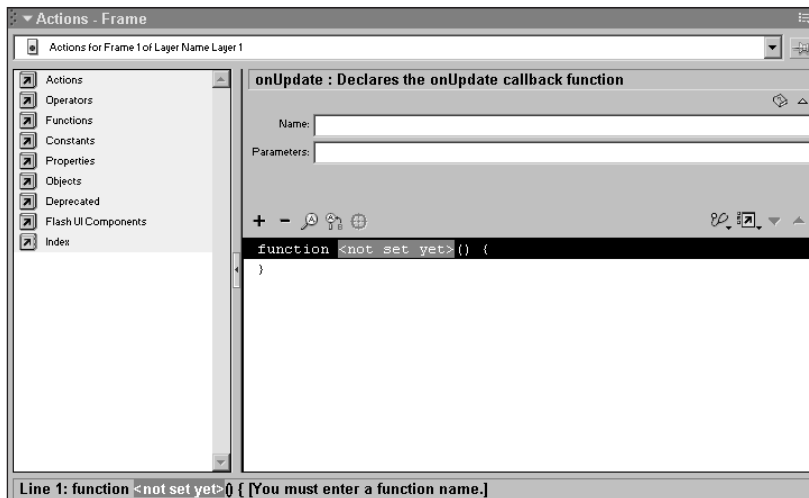 Actions - Frame
Actions for Frame 1 of Layer Name Layer 1
Actions
Operators
Functions
Constants
Properties
Objects
Deprecated
Flash UI Components
Index
onUpdate : Declares the onUpdate callback function
Name:
Parameters:
function <not set yet>() {
}
Line 1: function <not set yet>() { [You must enter a function name.]